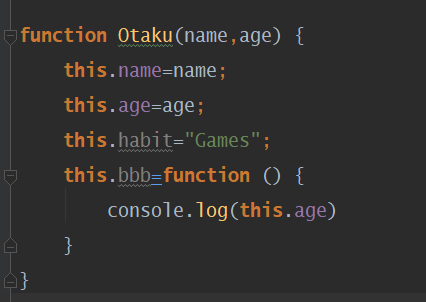 function Otaku(name,age) {
    this.name=name;
    this.age=age;
    this.habit="Games";
    this.bbb=function () {
        console.log(this.age)
    }
}